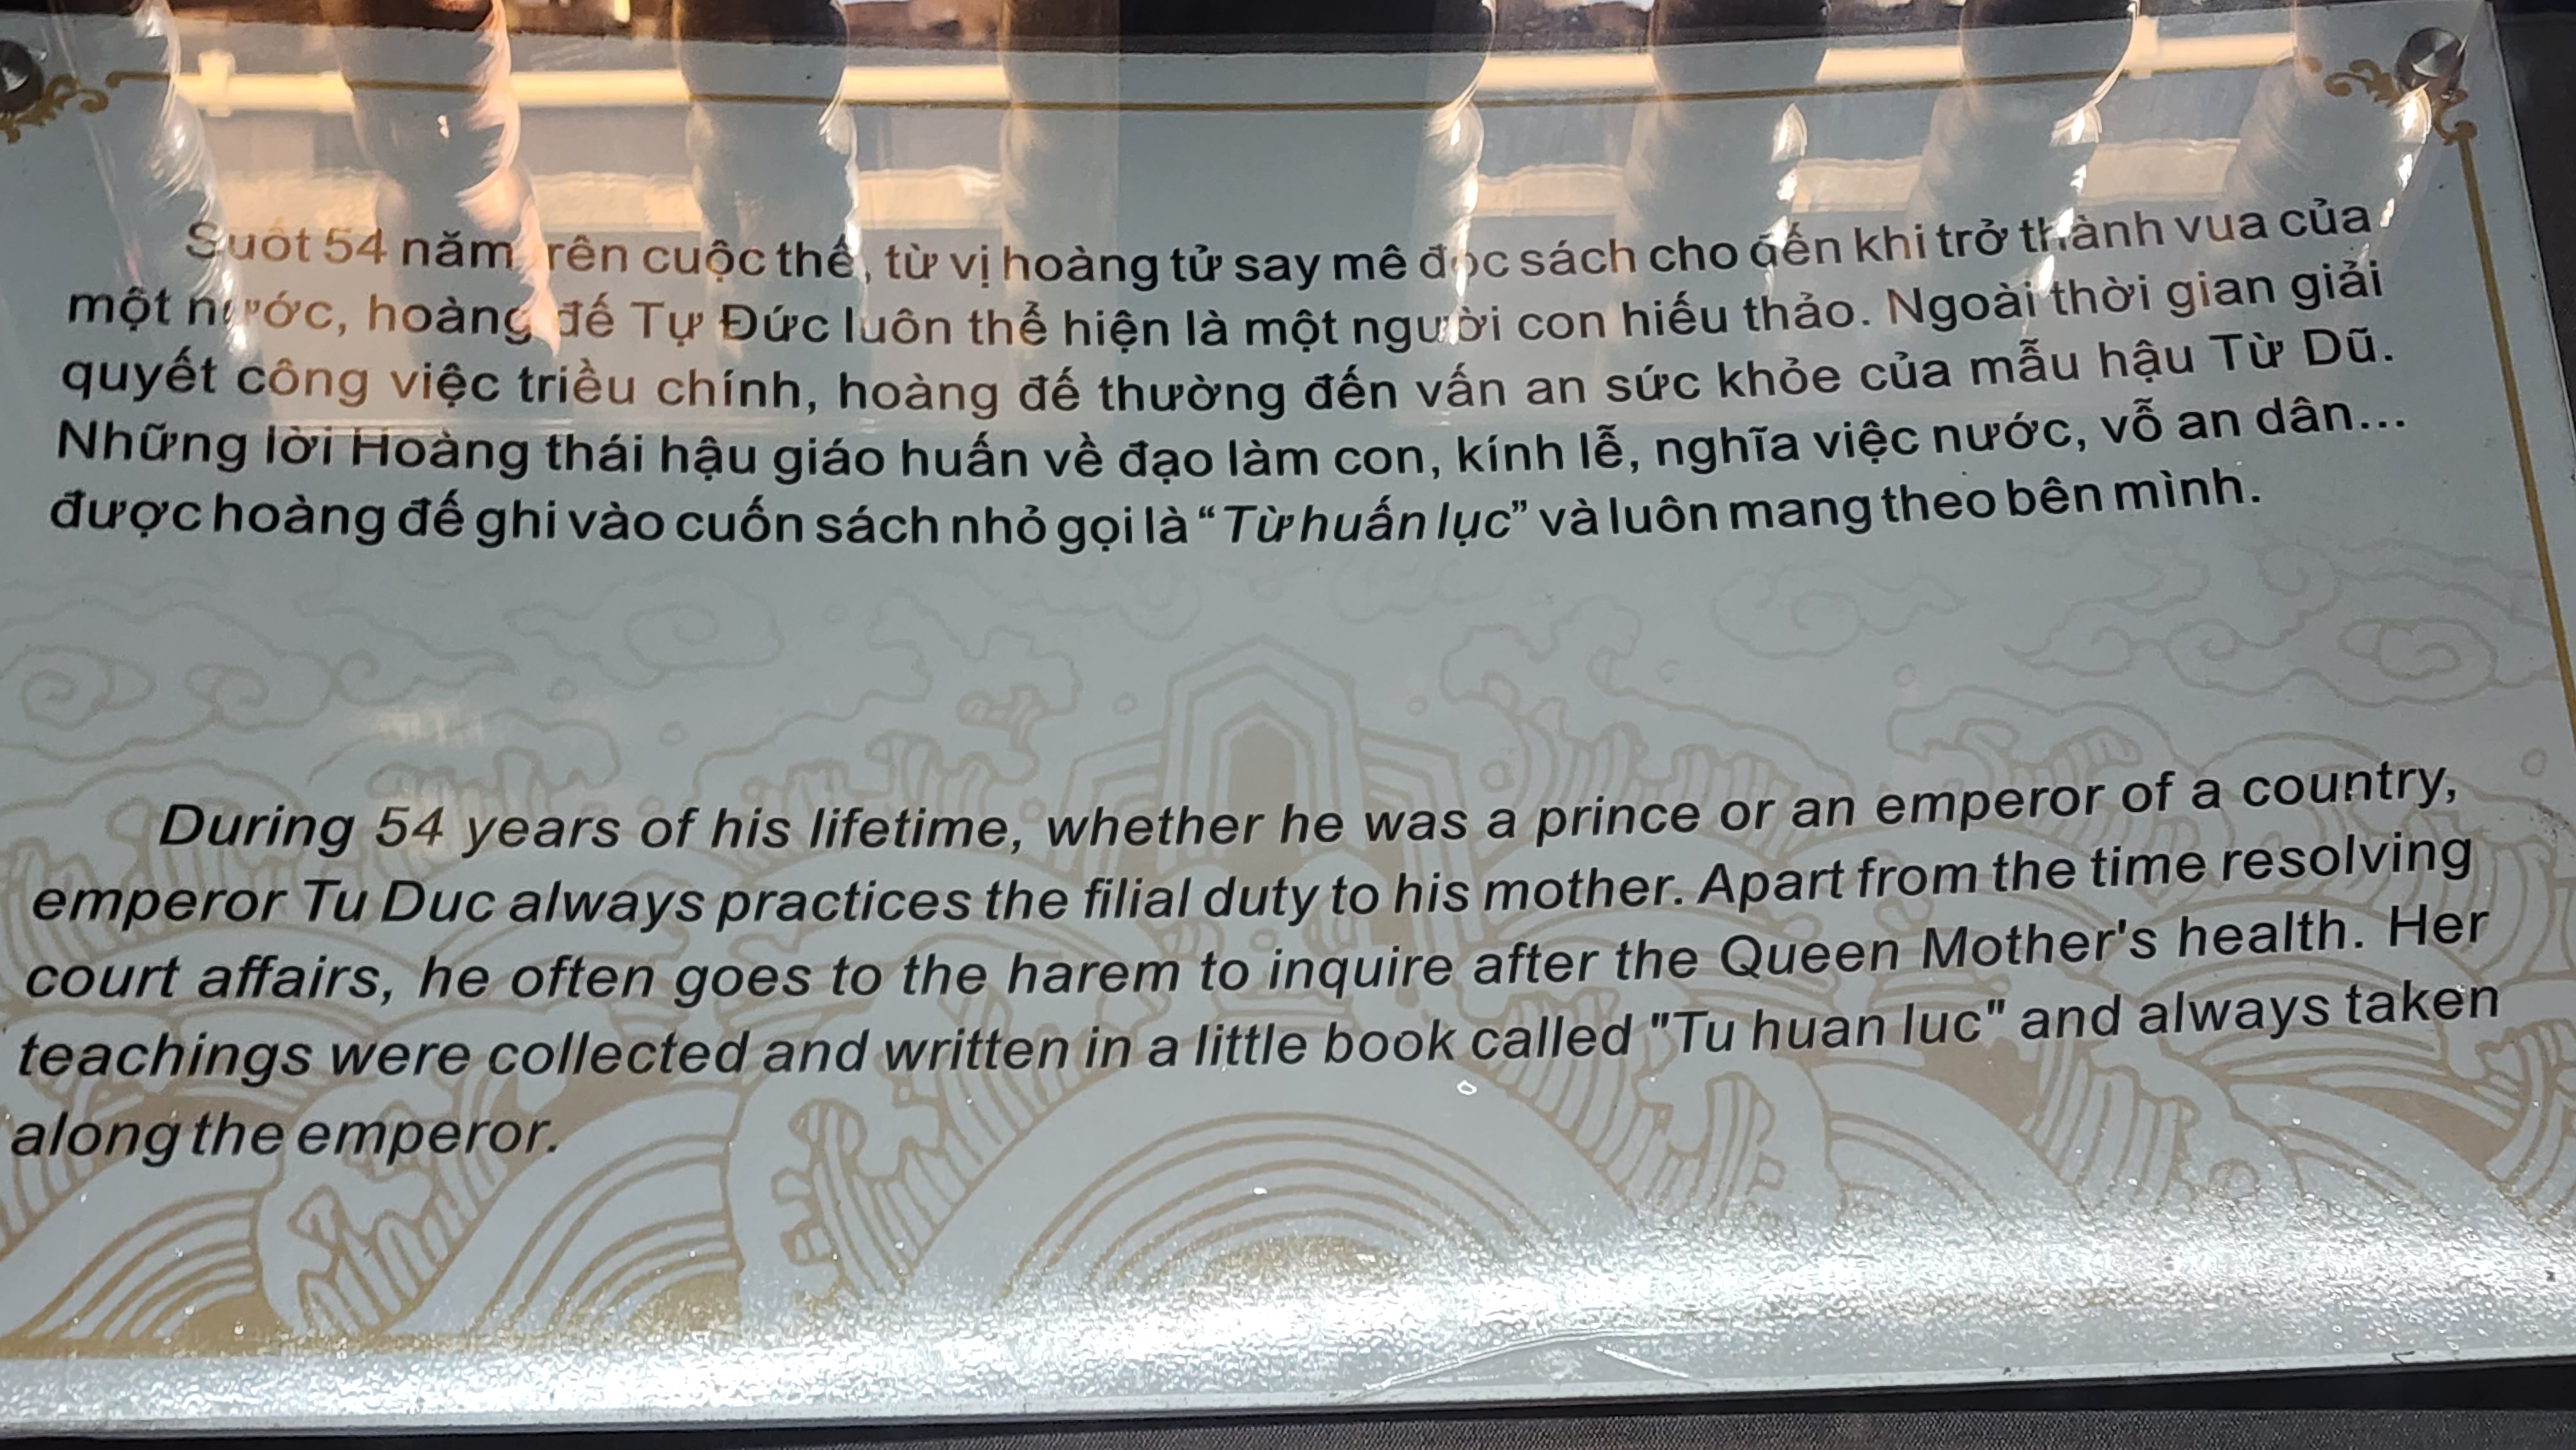 Suốt 54 năm trên cuộc thế, từ vị hoàng tử say mê đọc sách cho đến khi trở thành vua của
một nước, hoàng đế Tự Đức luôn thể hiện là một người con hiếu thảo. Ngoài thời gian giải
quyết công việc triều chính, hoàng đế thường đến vấn an sức khỏe của mẫu hậu Từ Dũ.
Những lời Hoàng thái hậu giáo huấn về đạo làm con, kính lễ, nghĩa việc nước, vỗ an dân...
được hoàng đế ghi vào cuốn sách nhỏ gọi là “Từ huấn lục” và luôn mang theo bên mình.
During 54 years of his lifetime, whether he was a prince or an emperor of a country,
emperor Tu Duc always practices the filial duty to his mother. Apart from the time resolving
court affairs, he often goes to the harem to inquire after the Queen Mother's health. Her
teachings were collected and written in a little book called "Tu huan luc" and always taken
along the emperor.